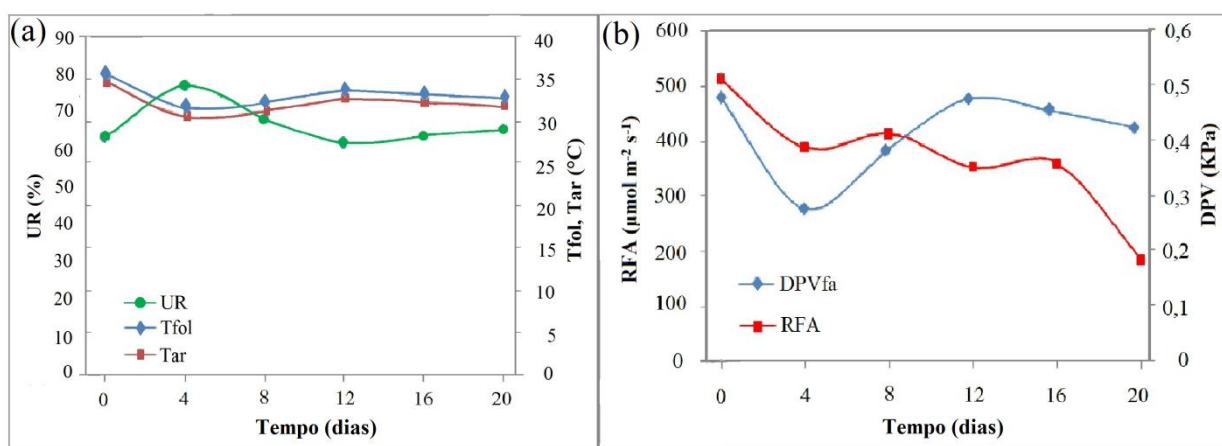 (a)
90
80
70
60
50
40
30
20
10
0
UR (%)
40
35
30
25
20
15
10
5
0
Tfol, Tar (°C)
UR
Tfol
Tar
0 4 8 12 16 20
Tempo (dias)
(b)
600
500
400
300
200
100
0
RFA (µmol m⁻² s⁻¹)
0,6
0,5
0,4
0,3
0,2
0,1
0
DPV (KPa)
DPVfa
RFA
0 4 8 12 16 20
Tempo (dias)